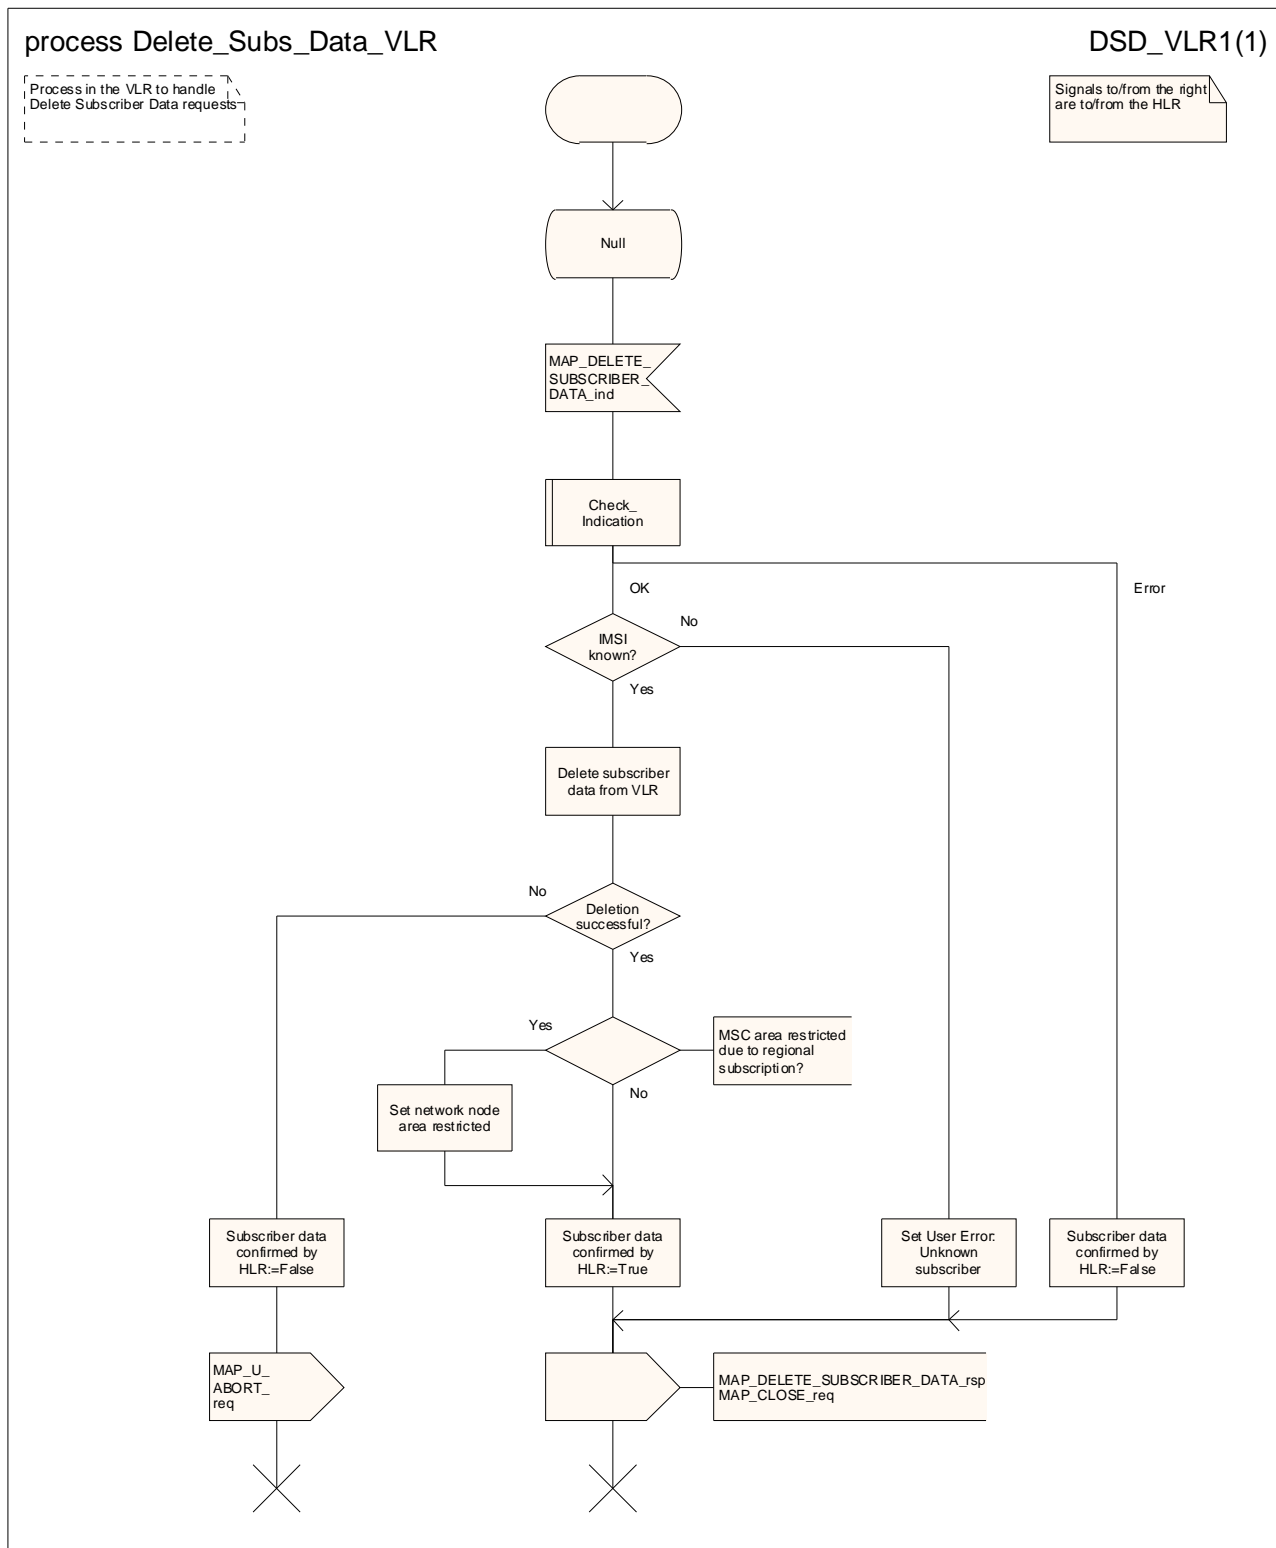 process Delete_Subs_Data_VLR
DSD_VLR1(1)
Process in the VLR to handle
Delete Subscriber Data requests
Signals to/from the right
are to/from the HLR
Null
MAP_DELETE_
SUBSCRIBER_
DATA_ind
Check_
Indication
OK
Error
IMSI
known?
No
Yes
Delete subscriber
data from VLR
No
Deletion
successful?
Yes
Yes
MSC area restricted
due to regional
subscription?
No
Set network node
area restricted
Subscriber data
confirmed by
HLR:=False
Subscriber data
confirmed by
HLR:=True
Set User Error:
Unknown
subscriber
Subscriber data
confirmed by
HLR:=False
MAP_U_
ABORT_
req
MAP_DELETE_SUBSCRIBER_DATA_rsp
MAP_CLOSE_req